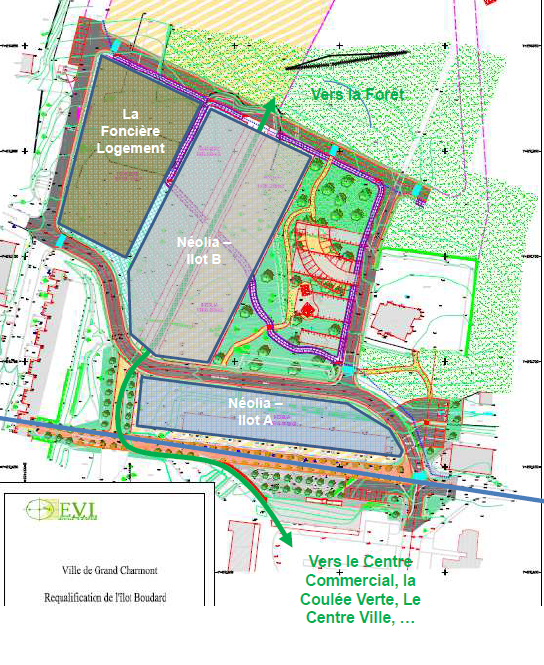 Vers la Forêt
La
Foncière
Logement
Néolia –
Ilot B
Néolia –
Ilot A
EVI
Ville de Grand Charmont
Requalification de l'îlot Boudard
Vers le Centre
Commercial, la
Coulée Verte, Le
Centre Ville, …